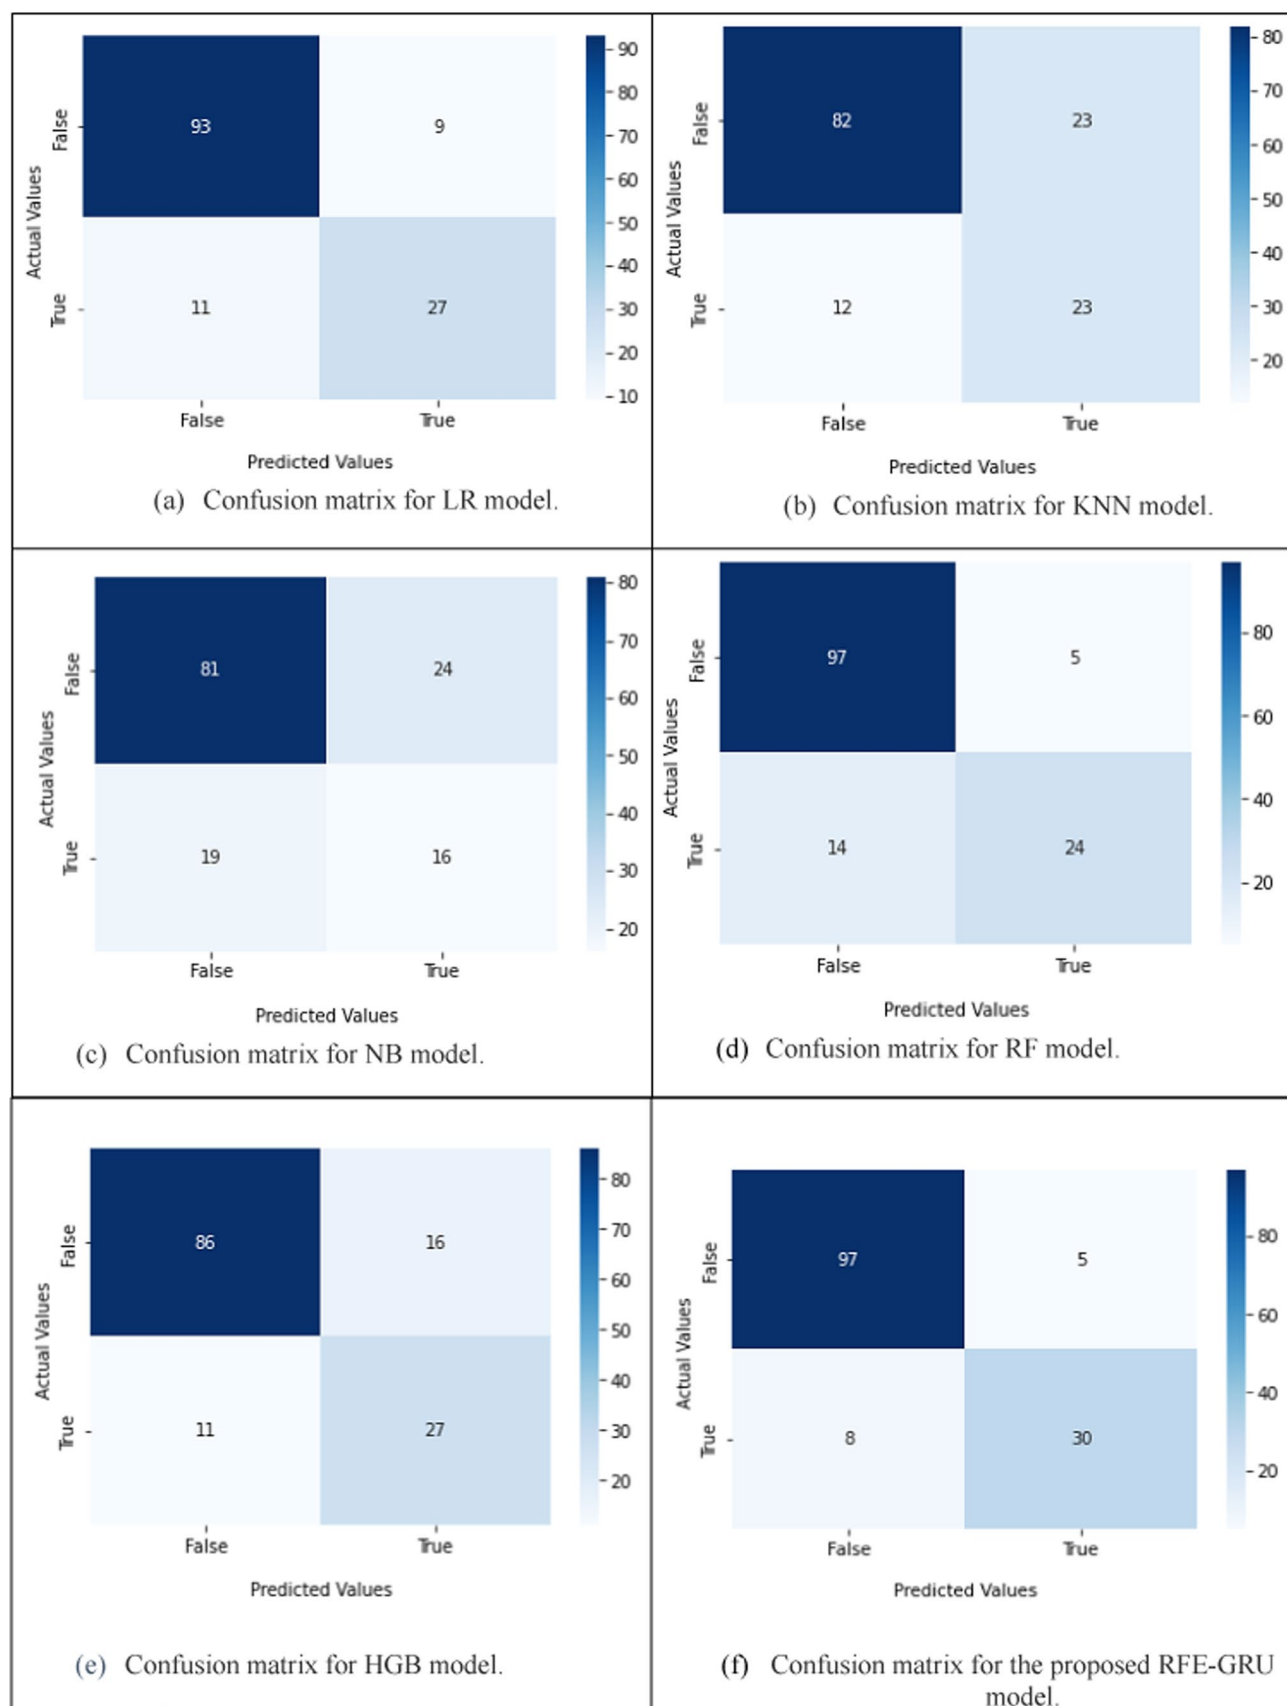 90
93
9
80
False
70
60
Actual Values
50
40
11
27
True
30
20
10
False
True
Predicted Values
(a) Confusion matrix for LR model.
80
82
23
70
False
60
Actual Values
50
40
12
23
True
30
20
False
True
Predicted Values
(b) Confusion matrix for KNN model.
80
81
24
70
False
60
Actual Values
50
40
19
16
True
30
20
False
True
Predicted Values
(c) Confusion matrix for NB model.
80
97
5
False
60
Actual Values
40
14
24
True
20
False
True
Predicted Values
(d) Confusion matrix for RF model.
80
86
16
70
False
60
Actual Values
50
40
11
27
True
30
20
False
True
Predicted Values
(e) Confusion matrix for HGB model.
80
97
5
False
60
Actual Values
40
8
30
True
20
False
True
Predicted Values
(f) Confusion matrix for the proposed RFE-GRU
model.